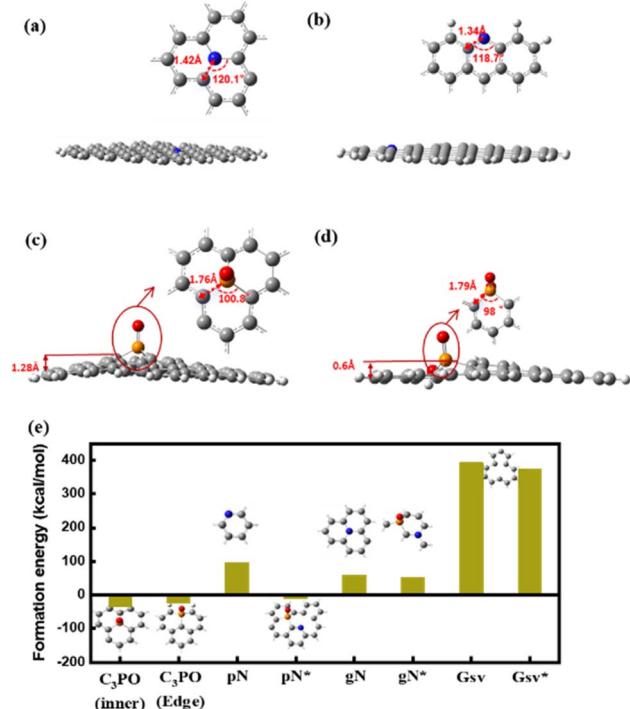 (a)
1.42Å
120.1°
(b)
1.34Å
118.7°
(c)
1.76Å
100.8
1.28Å
(d)
1.79Å
98
0.6Å
(e)
Formation energy (kcal/mol)
400
300
200
100
0
-100
-200
C₃PO
(inner)
C₃PO
(Edge)
pN
pN*
gN
gN*
Gsv
Gsv*